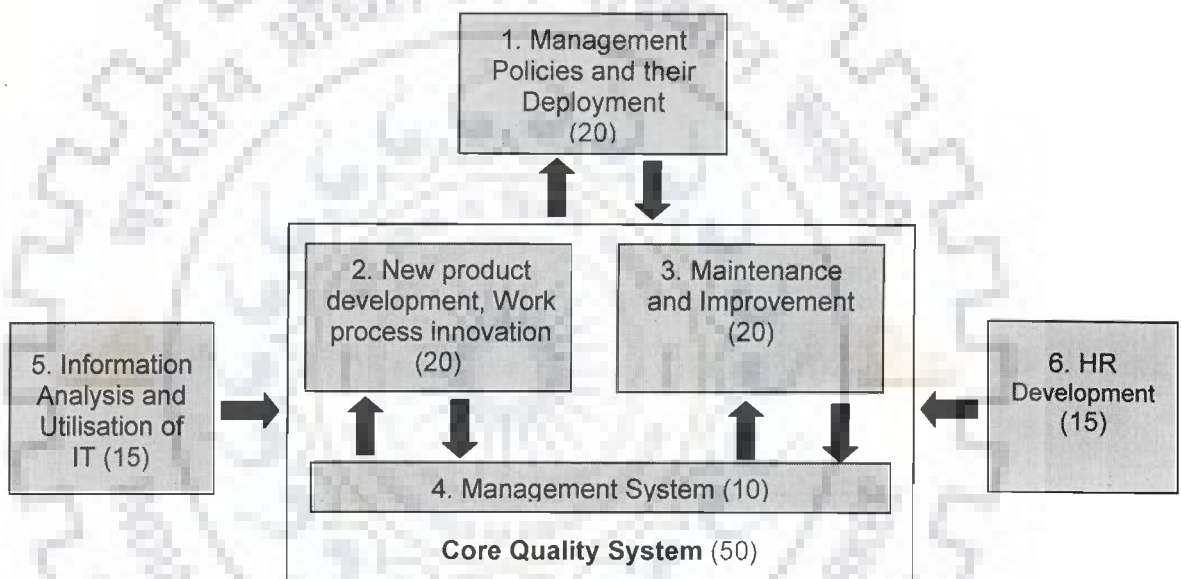 1. Management
Policies and their
Deployment
(20)
2. New product
development, Work
process innovation
(20)
3. Maintenance
and Improvement
(20)
5. Information
Analysis and
Utilisation of
IT (15)
6. HR
Development
(15)
4. Management System (10)
Core Quality System (50)